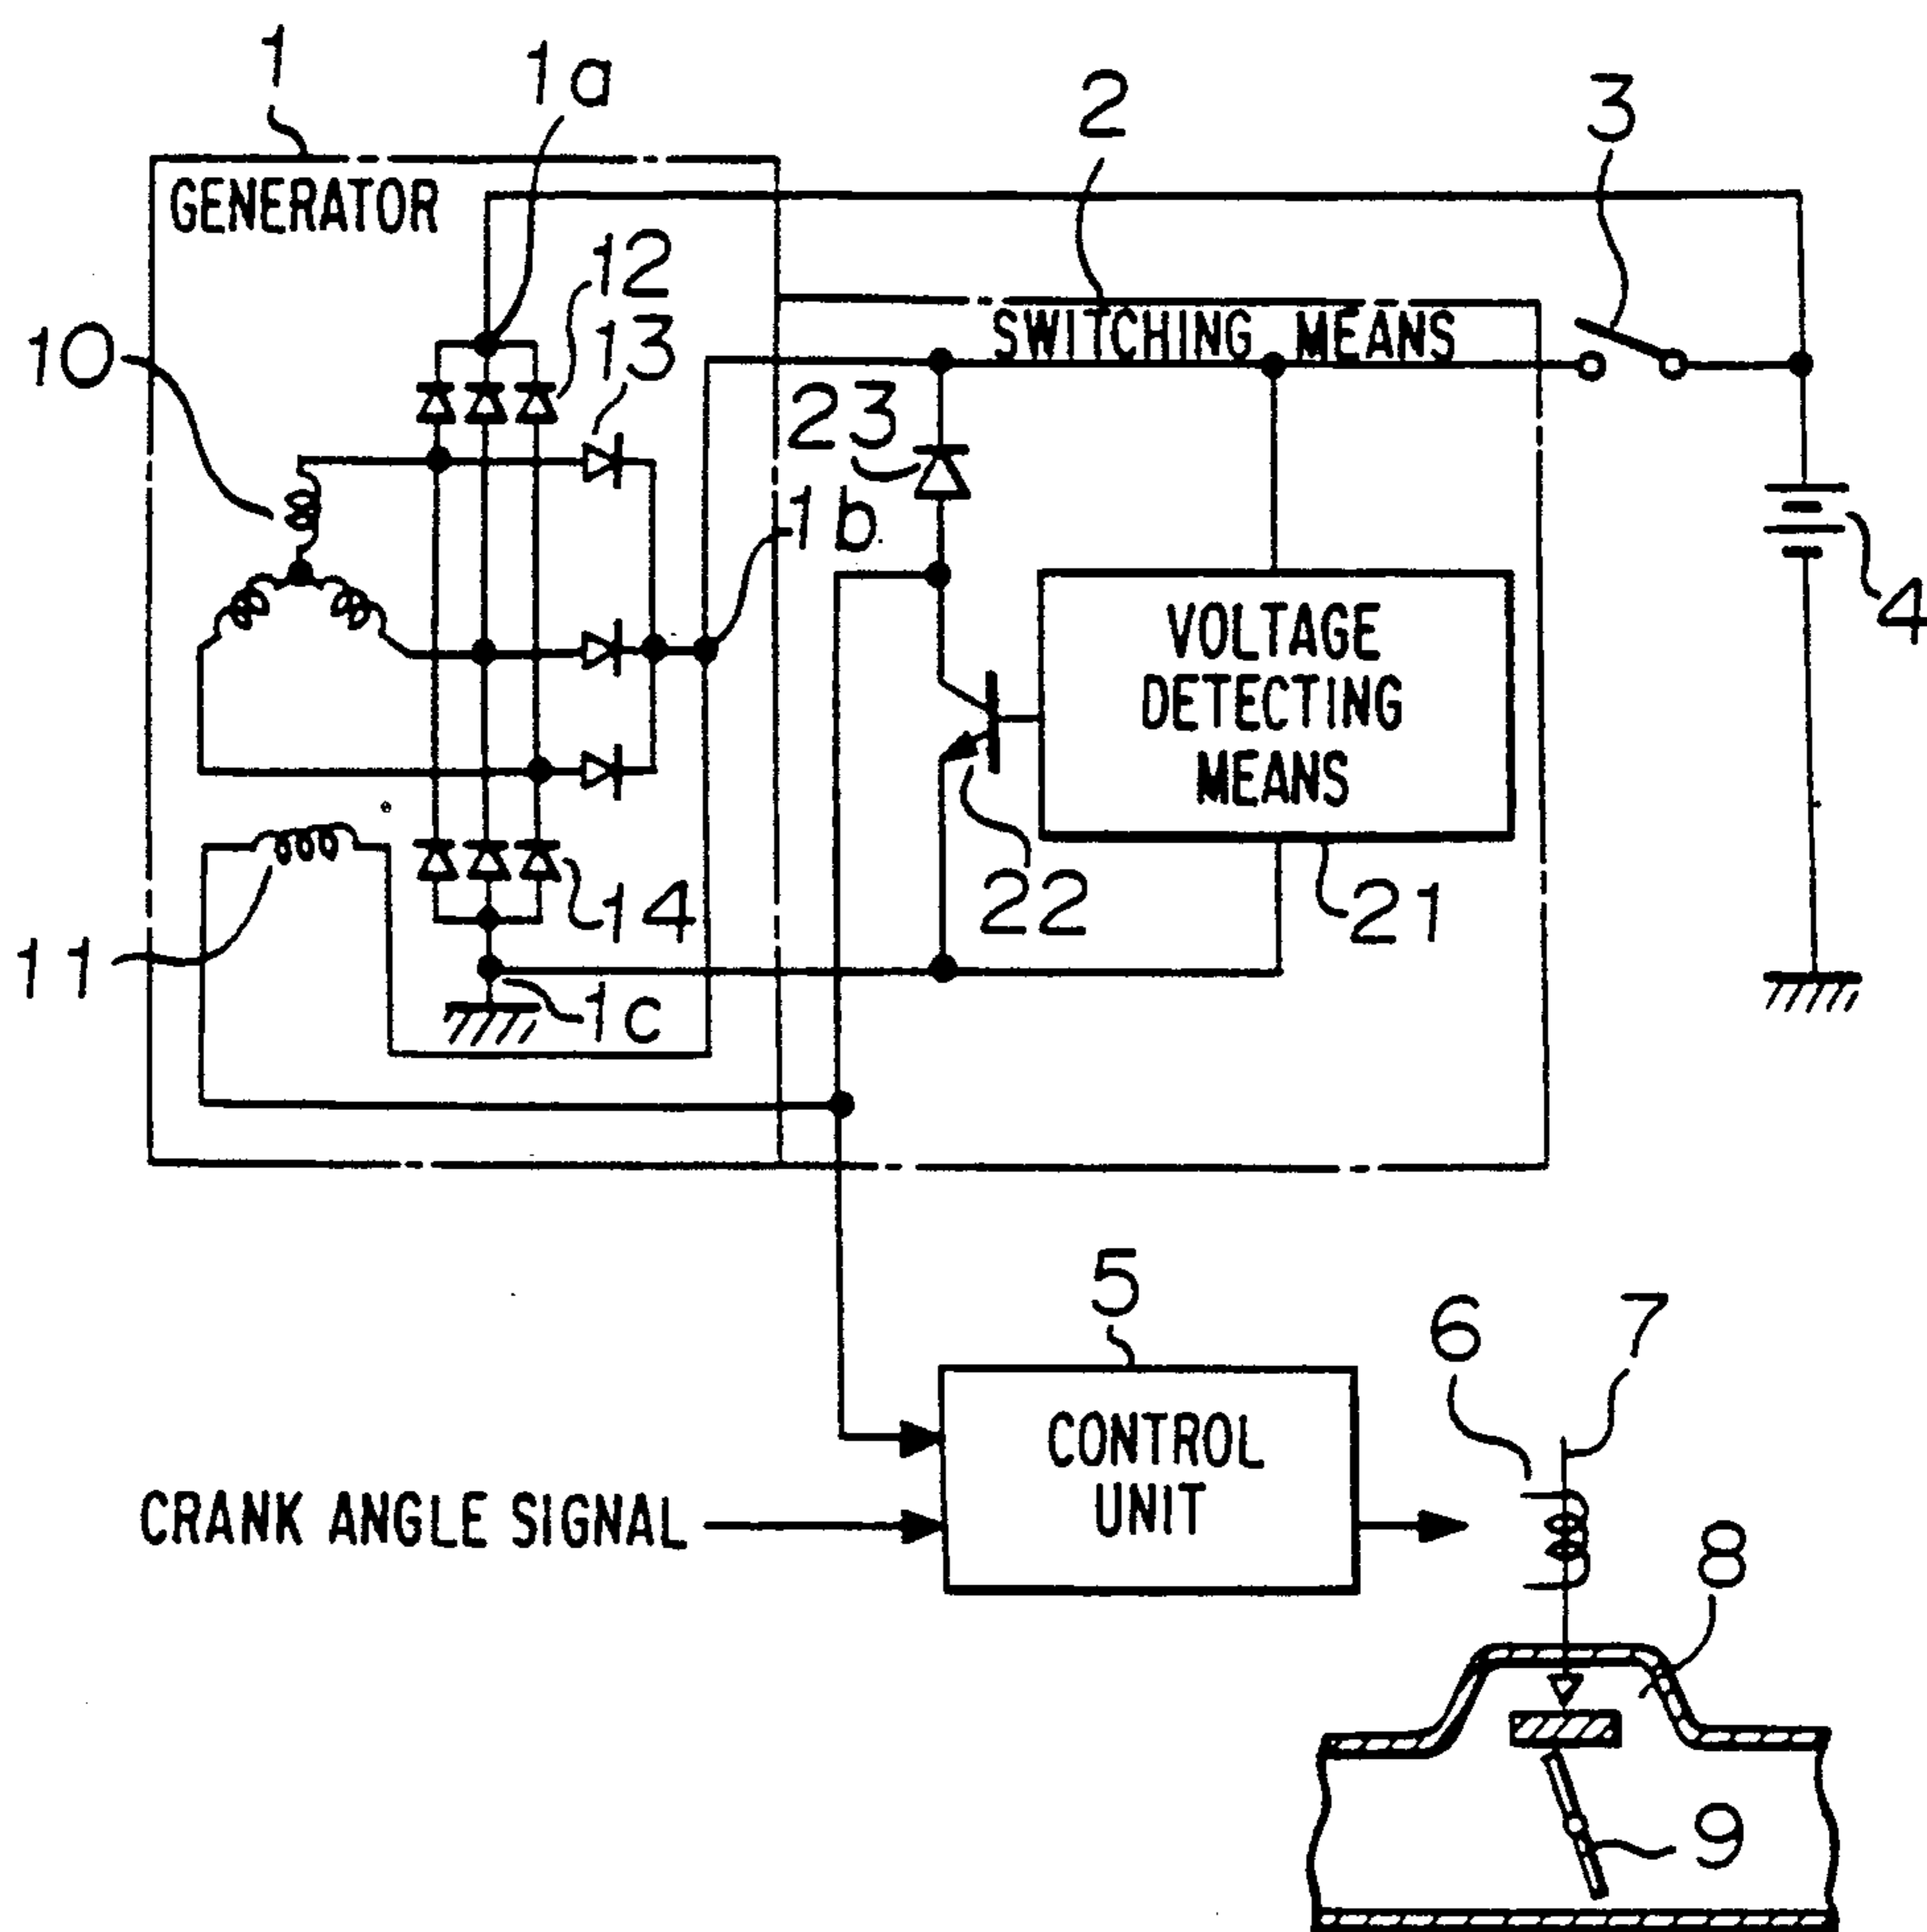 1
1a
2
3
GENERATOR
12
13
SWITCHING MEANS
10
23
1b
4
VOLTAGE
DETECTING
MEANS
22
21
14
11
1c
5
6
7
CONTROL
UNIT
CRANK ANGLE SIGNAL
8
9